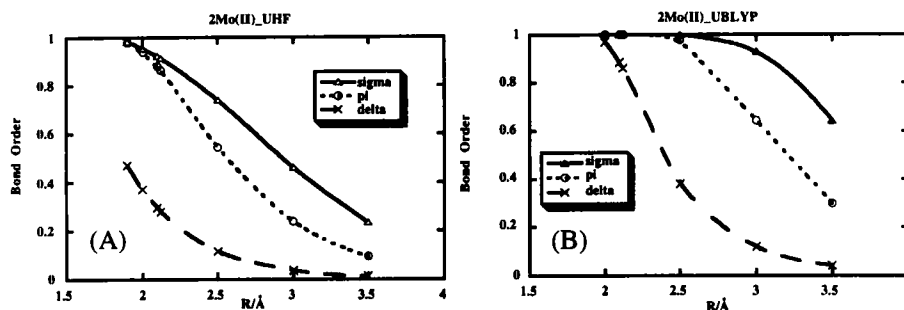 2Mo(II)_UHF
1
0.8
0.6
0.4
0.2
0
Bond Order
sigma
pi
delta
(A)
1.5 2 2.5 3 3.5 4
R/Å
2Mo(II)_UBLYP
1
0.8
0.6
0.4
0.2
0
Bond Order
sigma
pi
delta
(B)
1.5 2 2.5 3 3.5 4
R/Å